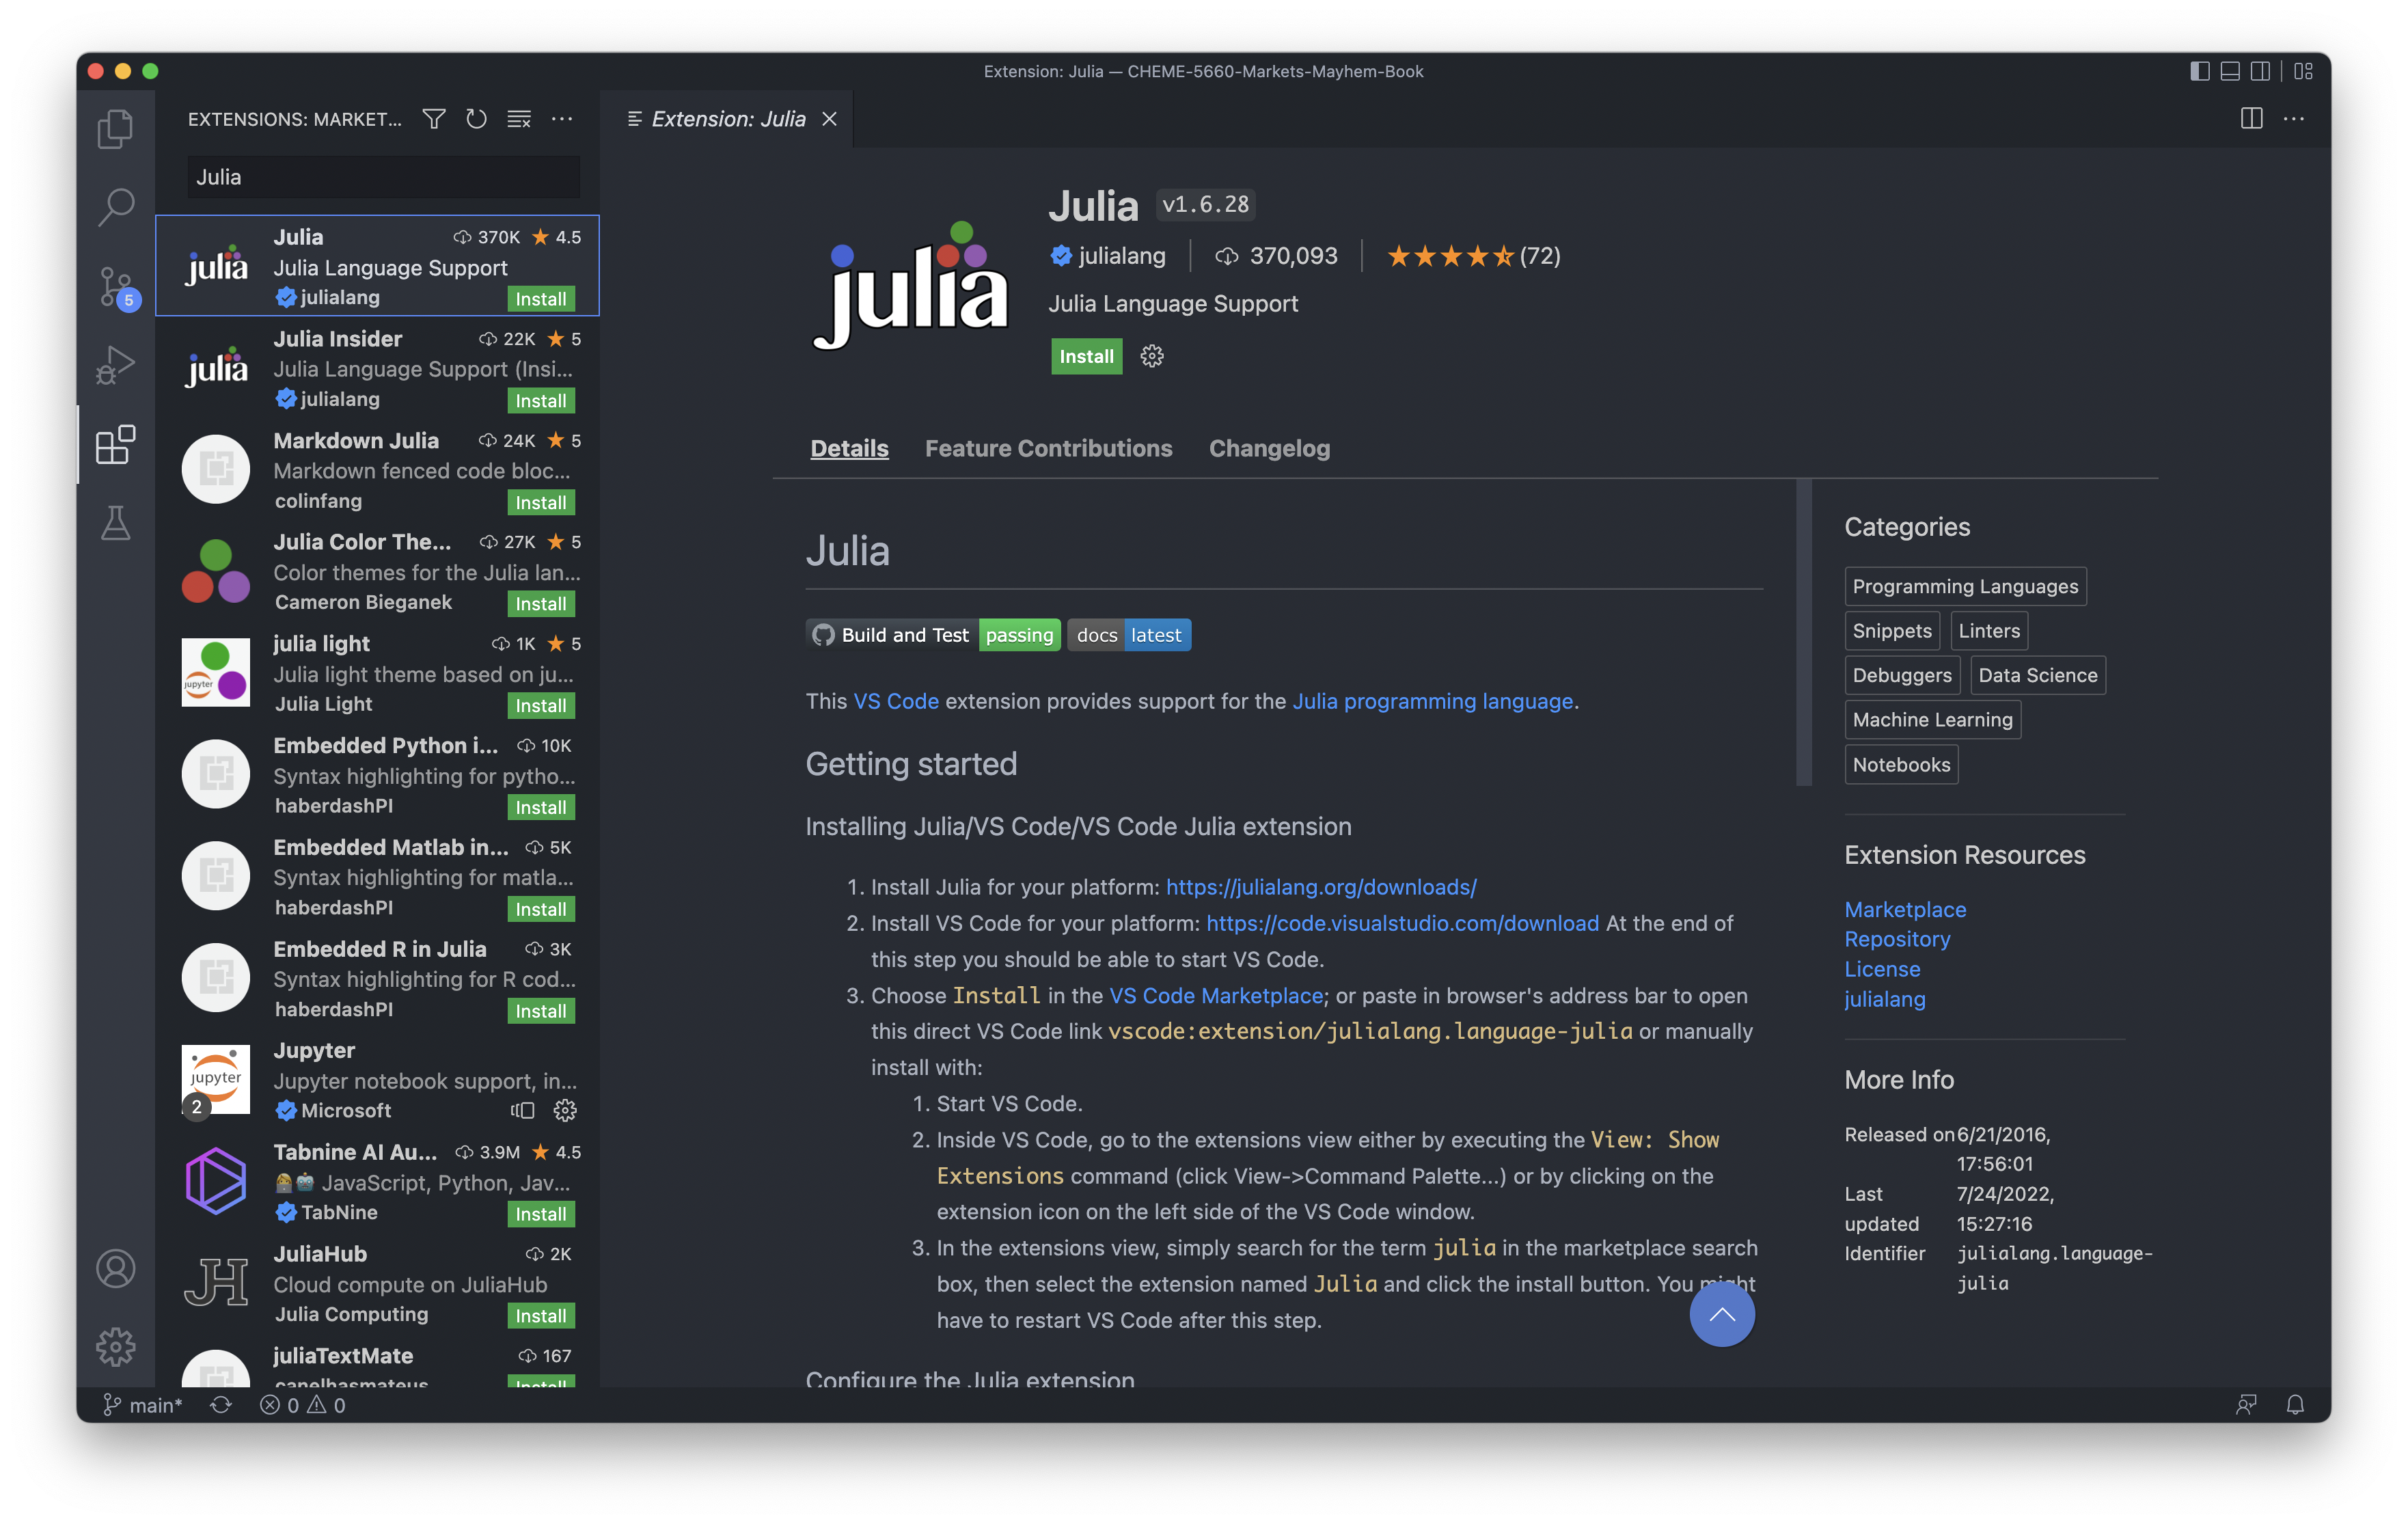 Extension: Julia — CHEME-5660-Markets-Mayhem-Book
EXTENSIONS: MARKET...
Julia
Julia 370K 4.5
Julia Language Support
julialang Install
Julia Insider 22K 5
Julia Language Support (Insi...
julialang Install
Markdown Julia 24K 5
Markdown fenced code bloc...
colinfang Install
Julia Color The... 27K 5
Color themes for the Julia lan...
Cameron Bieganek Install
julia light 1K 5
Julia light theme based on ju...
Julia Light Install
Embedded Python i... 10K
Syntax highlighting for pytho...
haberdashPI Install
Embedded Matlab in... 5K
Syntax highlighting for matla...
haberdashPI Install
Embedded R in Julia 3K
Syntax highlighting for R cod...
haberdashPI Install
Jupyter
Jupyter notebook support, in...
2 Microsoft
Tabnine AI Au... 3.9M 4.5
JavaScript, Python, Jav...
TabNine Install
JuliaHub 2K
Cloud compute on JuliaHub
Julia Computing Install
juliaTextMate 167
canelhasmateus Install
5
julia
julia
julia
jupyter
jupyter
JH
Extension: Julia
Julia v1.6.28
julialang 370,093 (72)
Julia Language Support
Install
Details Feature Contributions Changelog
Julia
Build and Test passing docs latest
This VS Code extension provides support for the Julia programming language.
Getting started
Installing Julia/VS Code/VS Code Julia extension
1. Install Julia for your platform: https://julialang.org/downloads/
2. Install VS Code for your platform: https://code.visualstudio.com/download At the end of
this step you should be able to start VS Code.
3. Choose Install in the VS Code Marketplace; or paste in browser's address bar to open
this direct VS Code link vscode:extension/julialang.language-julia or manually
install with:
1. Start VS Code.
2. Inside VS Code, go to the extensions view either by executing the View: Show
Extensions command (click View->Command Palette...) or by clicking on the
extension icon on the left side of the VS Code window.
3. In the extensions view, simply search for the term julia in the marketplace search
box, then select the extension named Julia and click the install button. You might
have to restart VS Code after this step.
Configure the Julia extension
Categories
Programming Languages
Snippets Linters
Debuggers Data Science
Machine Learning
Notebooks
Extension Resources
Marketplace
Repository
License
julialang
More Info
Released on 6/21/2016,
17:56:01
Last 7/24/2022,
updated 15:27:16
Identifier julialang.language-
julia
main* 0 0